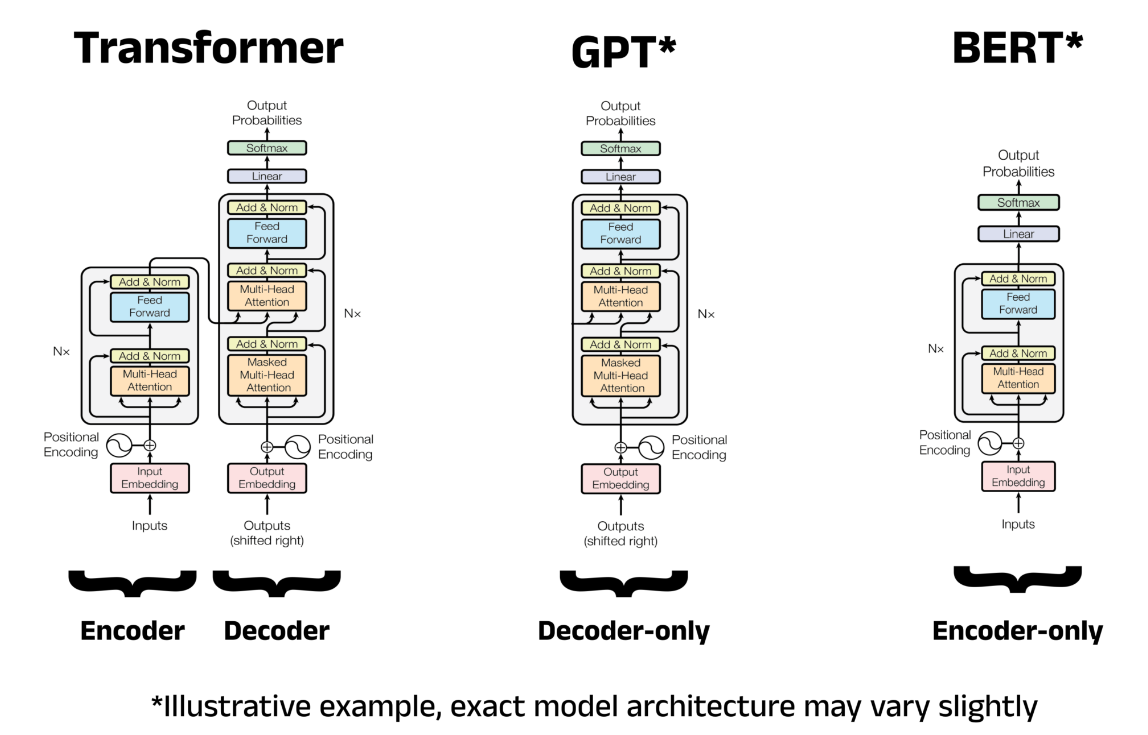 Transformer
Output
Probabilities
Softmax
Linear
Add & Norm
Feed
Forward
Add & Norm
Multi-Head
Attention
Add & Norm
Masked
Multi-Head
Attention
N×
Add & Norm
Feed
Forward
Add & Norm
Multi-Head
Attention
N×
Positional
Encoding
Input
Embedding
Inputs
Positional
Encoding
Output
Embedding
Outputs
(shifted right)
Encoder
Decoder
GPT*
Output
Probabilities
Softmax
Linear
Add & Norm
Feed
Forward
Add & Norm
Multi-Head
Attention
N×
Add & Norm
Masked
Multi-Head
Attention
Positional
Encoding
Output
Embedding
Outputs
(shifted right)
Decoder-only
BERT*
Output
Probabilities
Softmax
Linear
Add & Norm
Feed
Forward
N×
Add & Norm
Multi-Head
Attention
Positional
Encoding
Input
Embedding
Inputs
Encoder-only
*Illustrative example, exact model architecture may vary slightly